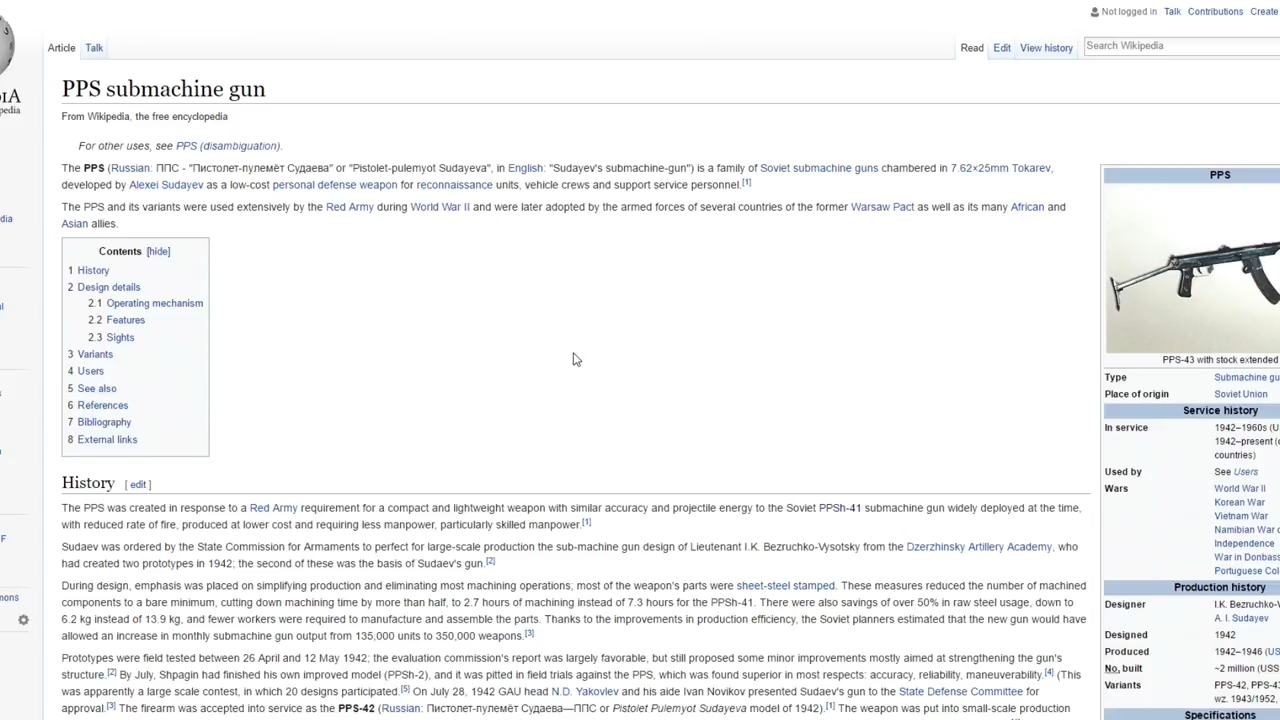 Not logged in Talk Contributions Create
Article Talk
Read Edit View history Search Wikipedia
PPS submachine gun
From Wikipedia, the free encyclopedia
For other uses, see PPS (disambiguation).
The PPS (Russian: ППС - "Пистолет-пулемёт Судаева" or "Pistolet-pulemyot Sudayeva", in English: "Sudayev's submachine-gun") is a family of Soviet submachine guns chambered in 7.62×25mm Tokarev,
developed by Alexei Sudayev as a low-cost personal defense weapon for reconnaissance units, vehicle crews and support service personnel.[1]
The PPS and its variants were used extensively by the Red Army during World War II and were later adopted by the armed forces of several countries of the former Warsaw Pact as well as its many African and
Asian allies.
Contents [hide]
1 History
2 Design details
2.1 Operating mechanism
2.2 Features
2.3 Sights
3 Variants
4 Users
5 See also
6 References
7 Bibliography
8 External links
History [ edit ]
The PPS was created in response to a Red Army requirement for a compact and lightweight weapon with similar accuracy and projectile energy to the Soviet PPSh-41 submachine gun widely deployed at the time,
with reduced rate of fire, produced at lower cost and requiring less manpower, particularly skilled manpower.[1]
Sudaev was ordered by the State Commission for Armaments to perfect for large-scale production the sub-machine gun design of Lieutenant I.K. Bezruchko-Vysotsky from the Dzerzhinsky Artillery Academy, who
had created two prototypes in 1942; the second of these was the basis of Sudaev's gun.[2]
During design, emphasis was placed on simplifying production and eliminating most machining operations; most of the weapon's parts were sheet-steel stamped. These measures reduced the number of machined
components to a bare minimum, cutting down machining time by more than half, to 2.7 hours of machining instead of 7.3 hours for the PPSh-41. There were also savings of over 50% in raw steel usage, down to
6.2 kg instead of 13.9 kg, and fewer workers were required to manufacture and assemble the parts. Thanks to the improvements in production efficiency, the Soviet planners estimated that the new gun would have
allowed an increase in monthly submachine gun output from 135,000 units to 350,000 weapons.[3]
Prototypes were field tested between 26 April and 12 May 1942; the evaluation commission's report was largely favorable, but still proposed some minor improvements mostly aimed at strengthening the gun's
structure.[2] By July, Shpagin had finished his own improved model (PPSh-2), and it was pitted in field trials against the PPS, which was found superior in most respects: accuracy, reliability, maneuverability.[4] (This
was apparently a large scale contest, in which 20 designs participated.[5] On July 28, 1942 GAU head N.D. Yakovlev and his aide Ivan Novikov presented Sudaev's gun to the State Defense Committee for
approval.[3] The firearm was accepted into service as the PPS-42 (Russian: Пистолет-пулемёт Судаева—ППС or Pistolet Pulemyot Sudayeva model of 1942).[1] The weapon was put into small-scale production
PPS
PPS-43 with stock extended
Type Submachine gu
Place of origin Soviet Union
Service history
In service 1942–1960s (U
1942–present (o
countries)
Used by See Users
Wars World War II
Korean War
Vietnam War
Namibian War o
Independence
War in Donbass
Portuguese Col
Production history
Designer I.K. Bezruchko-V
A. I. Sudayev
Designed 1942
Produced 1942–1946 (US
No. built ~2 million (USS
Variants PPS-42, PPS-43
wz. 1943/1952,
Specifications